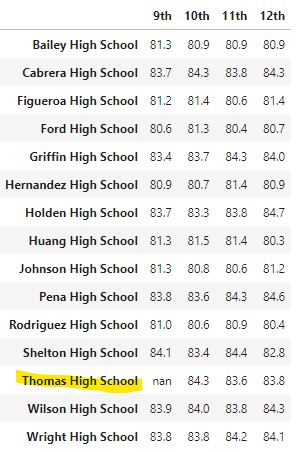 9th 10th 11th 12th
Bailey High School 81.3 80.9 80.9 80.9
Cabrera High School 83.7 84.3 83.8 84.3
Figueroa High School 81.2 81.4 80.6 81.4
Ford High School 80.6 81.3 80.4 80.7
Griffin High School 83.4 83.7 84.3 84.0
Hernandez High School 80.9 80.7 81.4 80.9
Holden High School 83.7 83.3 83.8 84.7
Huang High School 81.3 81.5 81.4 80.3
Johnson High School 81.3 80.8 80.6 81.2
Pena High School 83.8 83.6 84.3 84.6
Rodriguez High School 81.0 80.6 80.9 80.4
Shelton High School 84.1 83.4 84.4 82.8
Thomas High School nan 84.3 83.6 83.8
Wilson High School 83.9 84.0 83.8 84.3
Wright High School 83.8 83.8 84.2 84.1